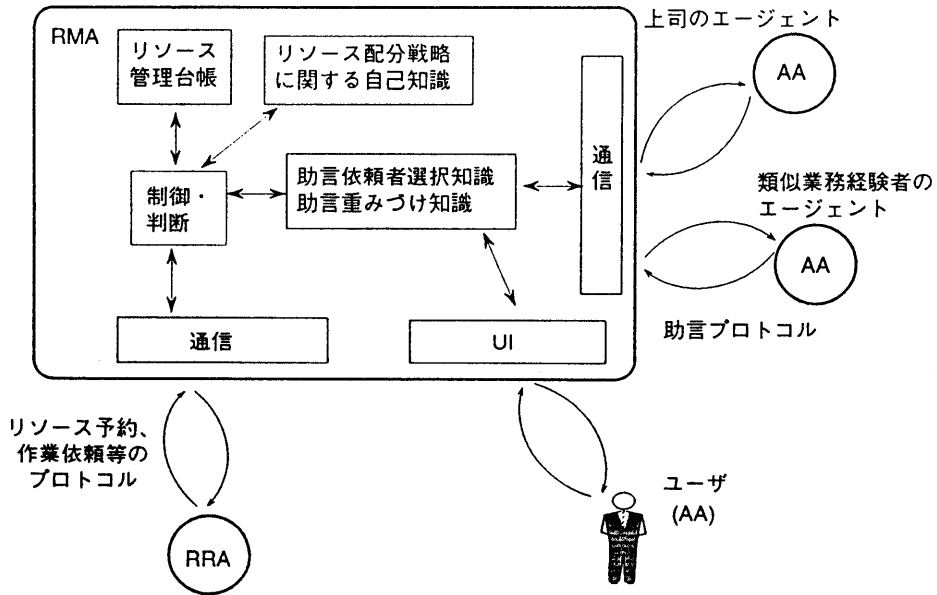 RMA
リソース
管理台帳
リソース配分戦略
に関する自己知識
上司のエージェント
AA
通信
制御・
判断
助言依頼者選択知識
助言重みづけ知識
類似業務経験者の
エージェント
AA
助言プロトコル
通信
UI
リソース予約、
作業依頼等の
プロトコル
RRA
ユーザ
(AA)